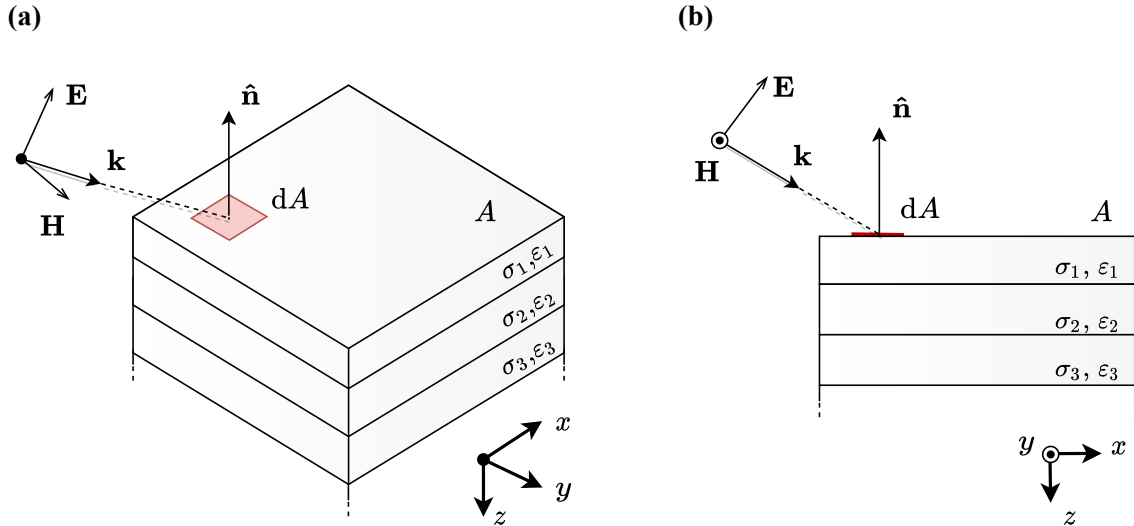 (a)
E
n̂
k
dA
H
A
σ₁,ε₁
σ₂,ε₂
σ₃,ε₃
x
y
z
(b)
E
n̂
k
H
dA
A
σ₁, ε₁
σ₂, ε₂
σ₃, ε₃
y
x
z